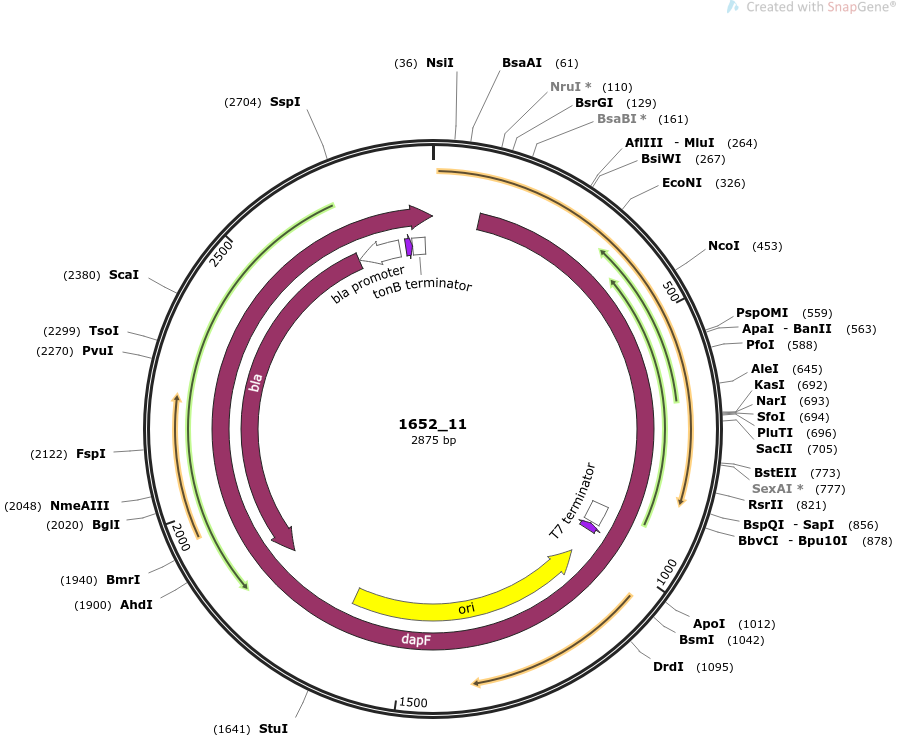 Created with SnapGene®
(36) NsiI
BsaAI (61)
NruI * (110)
BsrGI (129)
BsaBI * (161)
AflIII - MluI (264)
BsiWI (267)
EcoNI (326)
NcoI (453)
PspOMI (559)
ApaI - BanII (563)
PfoI (588)
AleI (645)
KasI (692)
NarI (693)
SfoI (694)
PluTI (696)
SacII (705)
BstEII (773)
SexAI * (777)
RsrII (821)
BspQI - SapI (856)
BbvCI - Bpu10I (878)
ApoI (1012)
BsmI (1042)
DrdI (1095)
(1641) StuI
(1900) AhdI
(1940) BmrI
(2020) BglI
(2048) NmeAIII
(2122) FspI
(2270) PvuI
(2299) TsoI
(2380) ScaI
(2704) SspI
500
1000
1500
2000
2500
bla promoter
tonB terminator
bla
T7 terminator
ori
dapF
1652_11
2875 bp